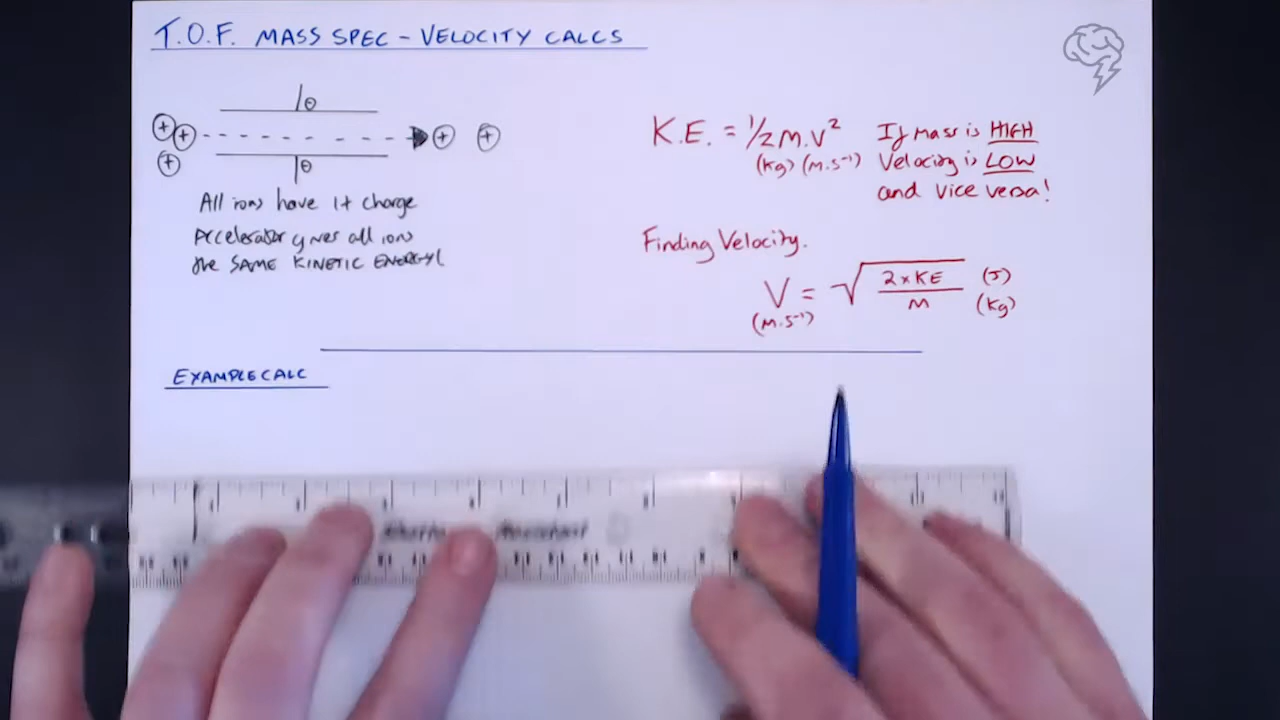 T.O.F. MASS SPEC – VELOCITY CALCS
All ions have 1+ charge
Accelerator gives all ions
the SAME KINETIC ENERGY!
K.E. = 1/2 M.V²
(Kg) (M.s⁻¹)
If mass is HIGH
Velocity is LOW
and vice versa!
Finding Velocity.
V = √ 2×KE / M
(J)
(Kg)
(M.s⁻¹)
EXAMPLE CALC
Resistant